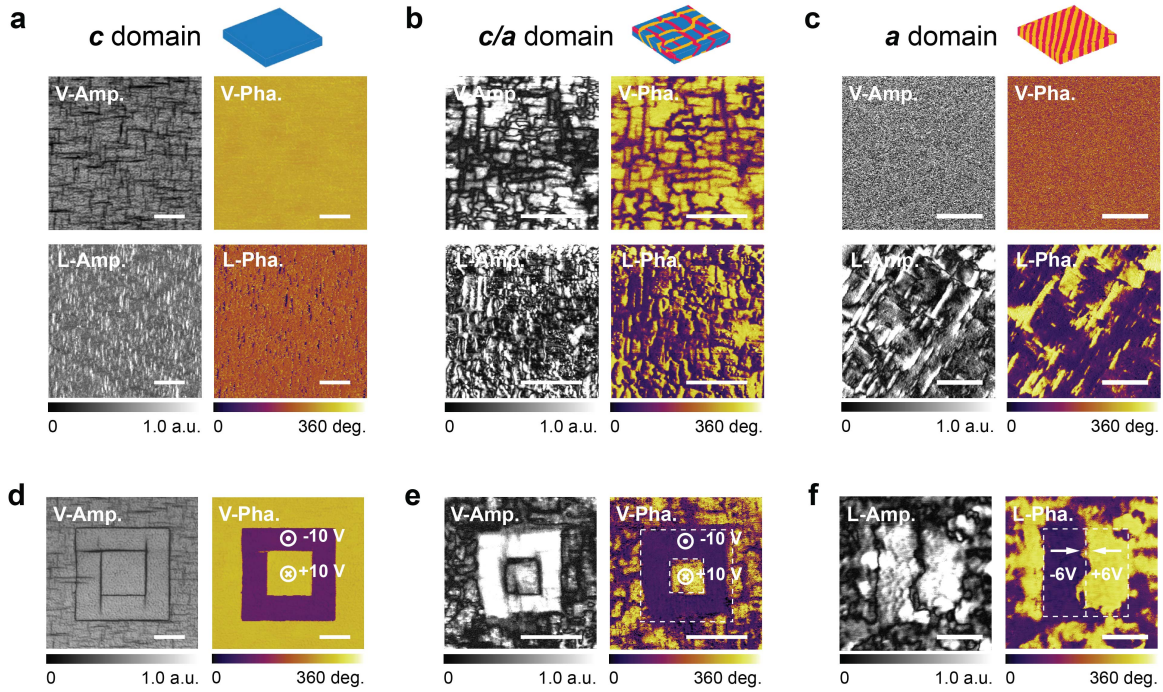 a
c domain
V-Amp.
V-Pha.
L-Amp.
L-Pha.
0
1.0 a.u.
0
360 deg.
b
c/a domain
V-Amp.
V-Pha.
L-Amp.
L-Pha.
0
1.0 a.u.
0
360 deg.
c
a domain
V-Amp.
V-Pha.
L-Amp.
L-Pha.
0
1.0 a.u.
0
360 deg.
d
V-Amp.
V-Pha.
-10 V
+10 V
0
1.0 a.u.
0
360 deg.
e
V-Amp.
V-Pha.
-10 V
+10 V
0
1.0 a.u.
0
360 deg.
f
L-Amp.
L-Pha.
-6V
+6V
0
1.0 a.u.
0
360 deg.